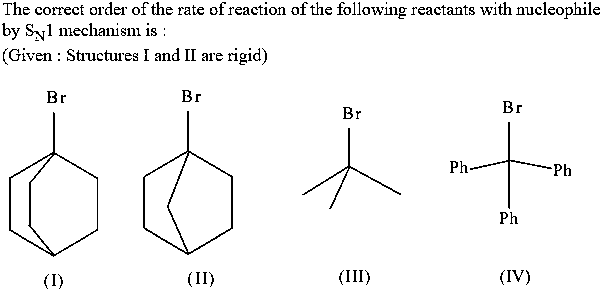 The correct order of the rate of reaction of the following reactants with nucleophile
by SN1 mechanism is :
(Given : Structures I and II are rigid)
Br
Br
Br
Br
Ph
Ph
Ph
(I)
(II)
(III)
(IV)